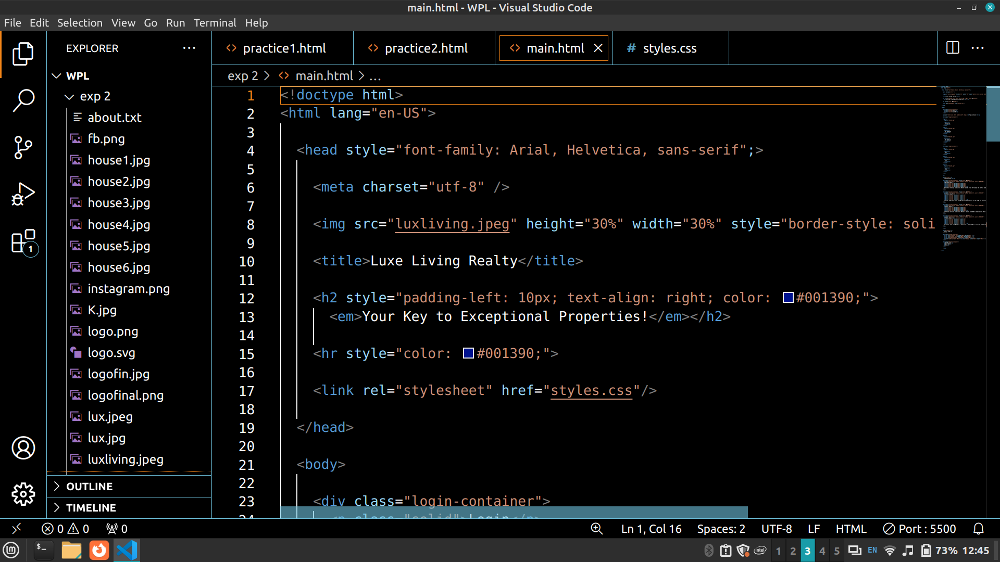 main.html - WPL - Visual Studio Code
File Edit Selection View Go Run Terminal Help
EXPLORER
WPL
exp 2
about.txt
fb.png
house1.jpg
house2.jpg
house3.jpg
house4.jpg
house5.jpg
house6.jpg
instagram.png
K.jpg
logo.png
logo.svg
logofin.jpg
logofinal.png
lux.jpeg
lux.jpg
luxliving.jpeg
OUTLINE
TIMELINE
1
practice1.html practice2.html main.html # styles.css
exp 2 > main.html > ...
1 <!doctype html>
2 <html lang="en-US">
3
4 <head style="font-family: Arial, Helvetica, sans-serif";>
5
6 <meta charset="utf-8" />
7
8 <img src="luxliving.jpeg" height="30%" width="30%" style="border-style: soli
9
10 <title>Luxe Living Realty</title>
11
12 <h2 style="padding-left: 10px; text-align: right; color: #001390;">
13 <em>Your Key to Exceptional Properties!</em></h2>
14
15 <hr style="color: #001390;">
16
17 <link rel="stylesheet" href="styles.css"/>
18
19 </head>
20
21 <body>
22
23 <div class="login-container">
24 <p class="solid">Login</p>
0 0 0 Ln 1, Col 16 Spaces: 2 UTF-8 LF HTML Port : 5500
intel 1 2 3 4 5 EN 73% 12:45